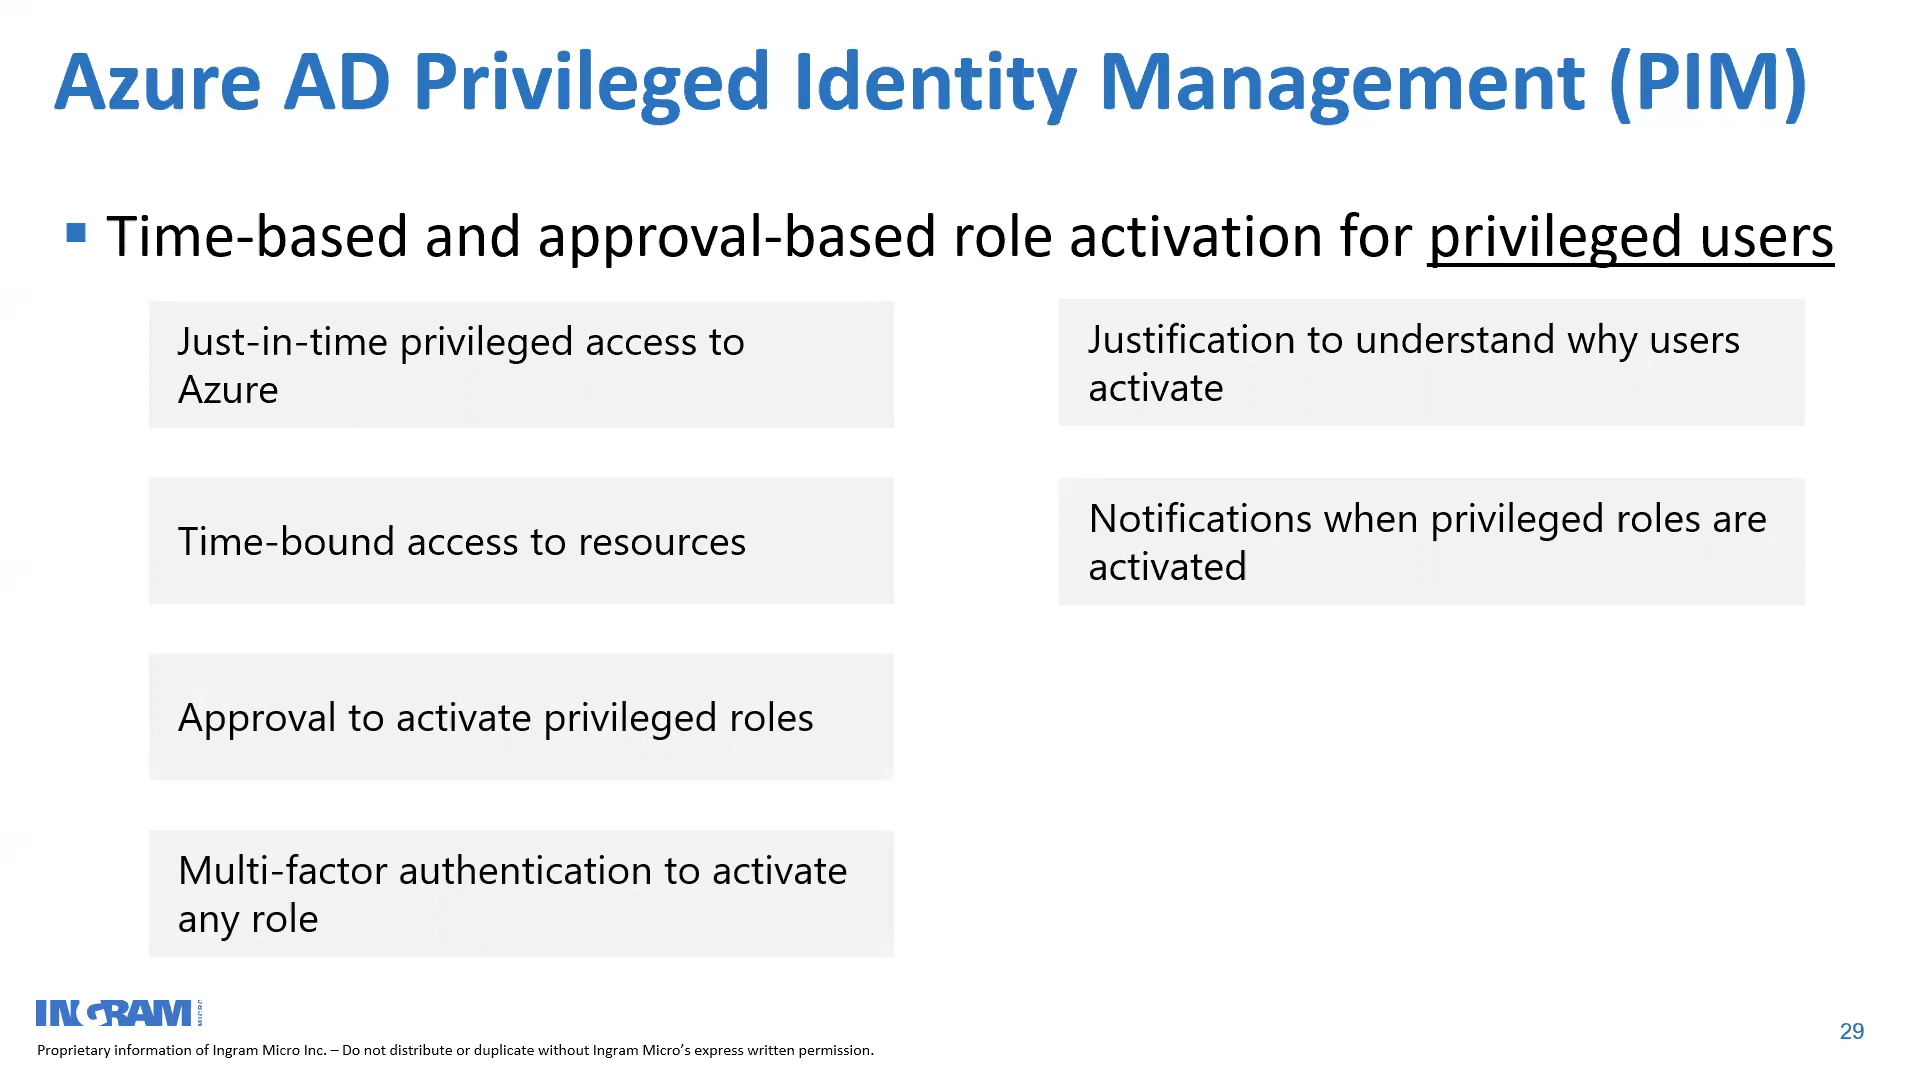 Azure AD Privileged Identity Management (PIM)
▪ Time-based and approval-based role activation for privileged users
Just-in-time privileged access to
Azure
Time-bound access to resources
Approval to activate privileged roles
Multi-factor authentication to activate
any role
Justification to understand why users
activate
Notifications when privileged roles are
activated
INGRAM MICRO
Proprietary information of Ingram Micro Inc. – Do not distribute or duplicate without Ingram Micro's express written permission.
29